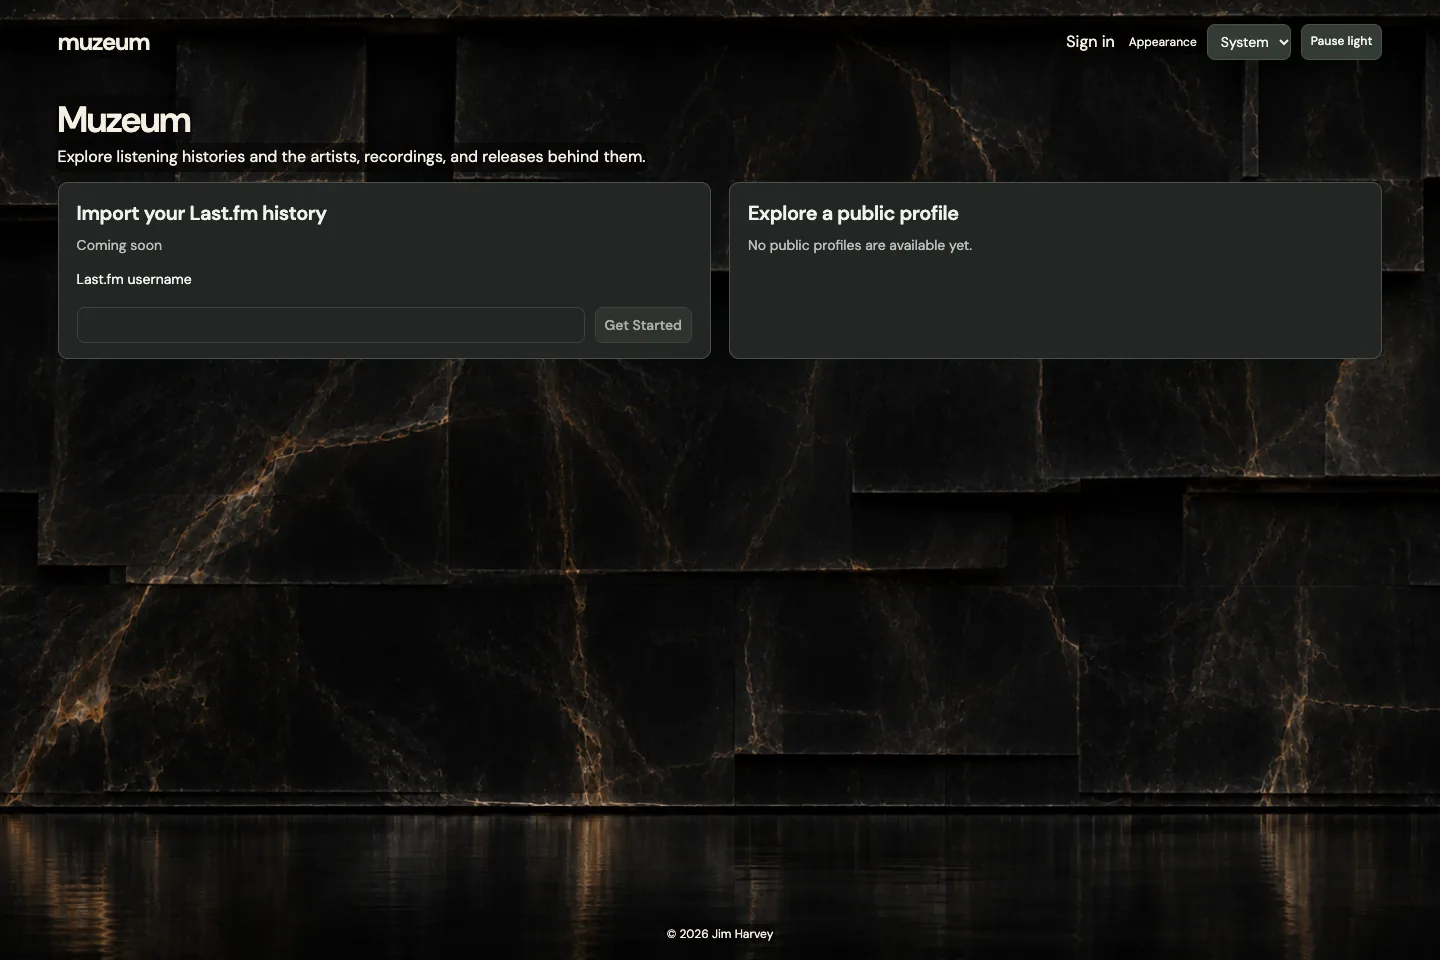 muzeum
Sign in
Appearance
System
Pause light
Muzeum
Explore listening histories and the artists, recordings, and releases behind them.
Import your Last.fm history
Coming soon
Last.fm username
Get Started
Explore a public profile
No public profiles are available yet.
© 2026 Jim Harvey